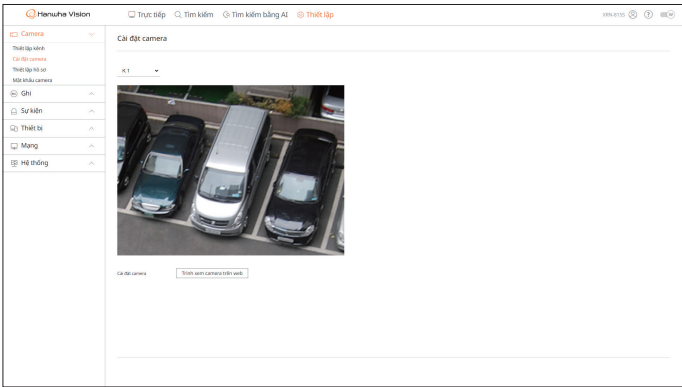 Hanwha Vision
Trực tiếp Tìm kiếm Tìm kiếm bằng AI Thiết lập
Camera
Thiết lập kênh
Cài đặt camera
Thiết lập hồ sơ
Mật khẩu camera
Ghi
Sự kiện
Thiết bị
Mạng
Hệ thống
Cài đặt camera
K.1
Cài đặt camera Trình xem camera trên web